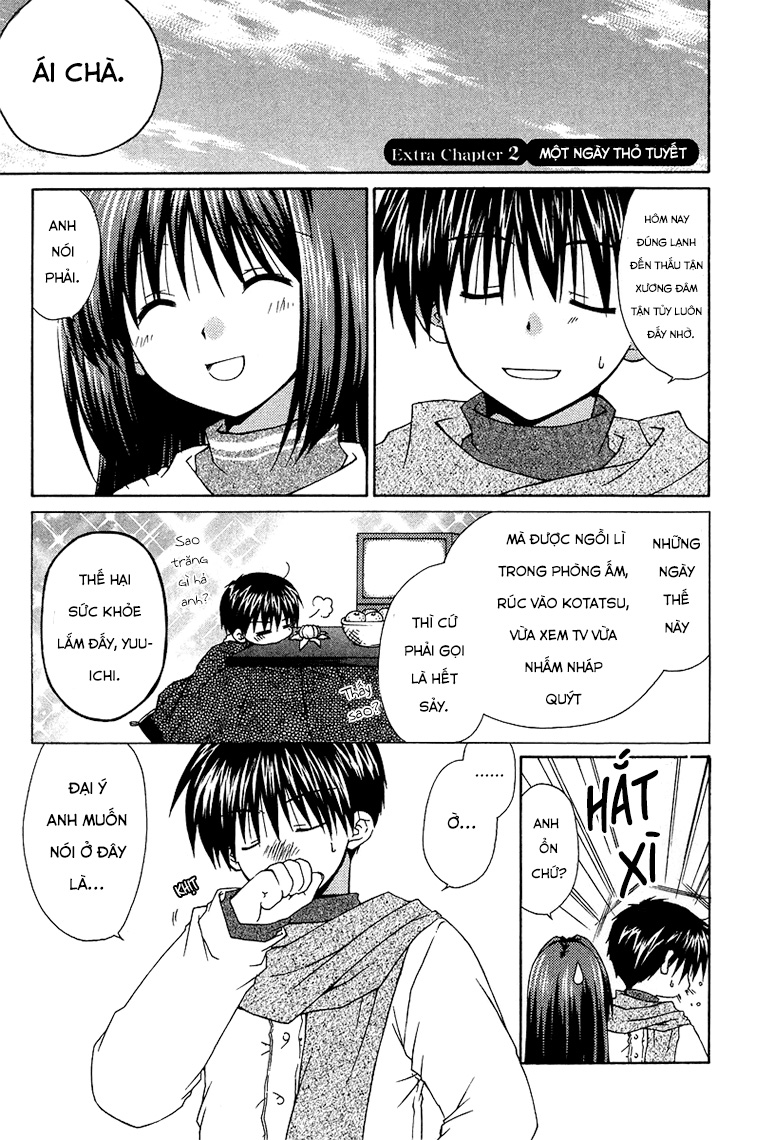 ÁI CHÀ.
Extra Chapter 2 MỘT NGÀY THỎ TUYẾT
HÔM NAY
ĐÚNG LẠNH
ĐẾN THẤU TẬN
XƯƠNG ĐÂM
TẬN TỦY LUÔN
ĐẤY NHỜ.
ANH
NÓI
PHẢI.
NHỮNG
NGÀY
THẾ
NÀY
MÀ ĐƯỢC NGỒI LÌ
TRONG PHÒNG ẤM,
RÚC VÀO KOTATSU,
VỪA XEM TV VỪA
NHẤM NHÁP
QUÝT
THÌ CỨ
PHẢI GỌI
LÀ HẾT
SẢY.
Sao
trăng
gì hả
anh?
Thấy
sao?
THẾ HẠI
SỨC KHỎE
LẮM ĐẤY, YUU-
ICHI.
HẮT
XÌ
ANH
ỔN
CHỨ?
......
Ờ...
KHỊT
ĐẠI Ý
ANH MUỐN
NÓI Ở ĐÂY
LÀ...